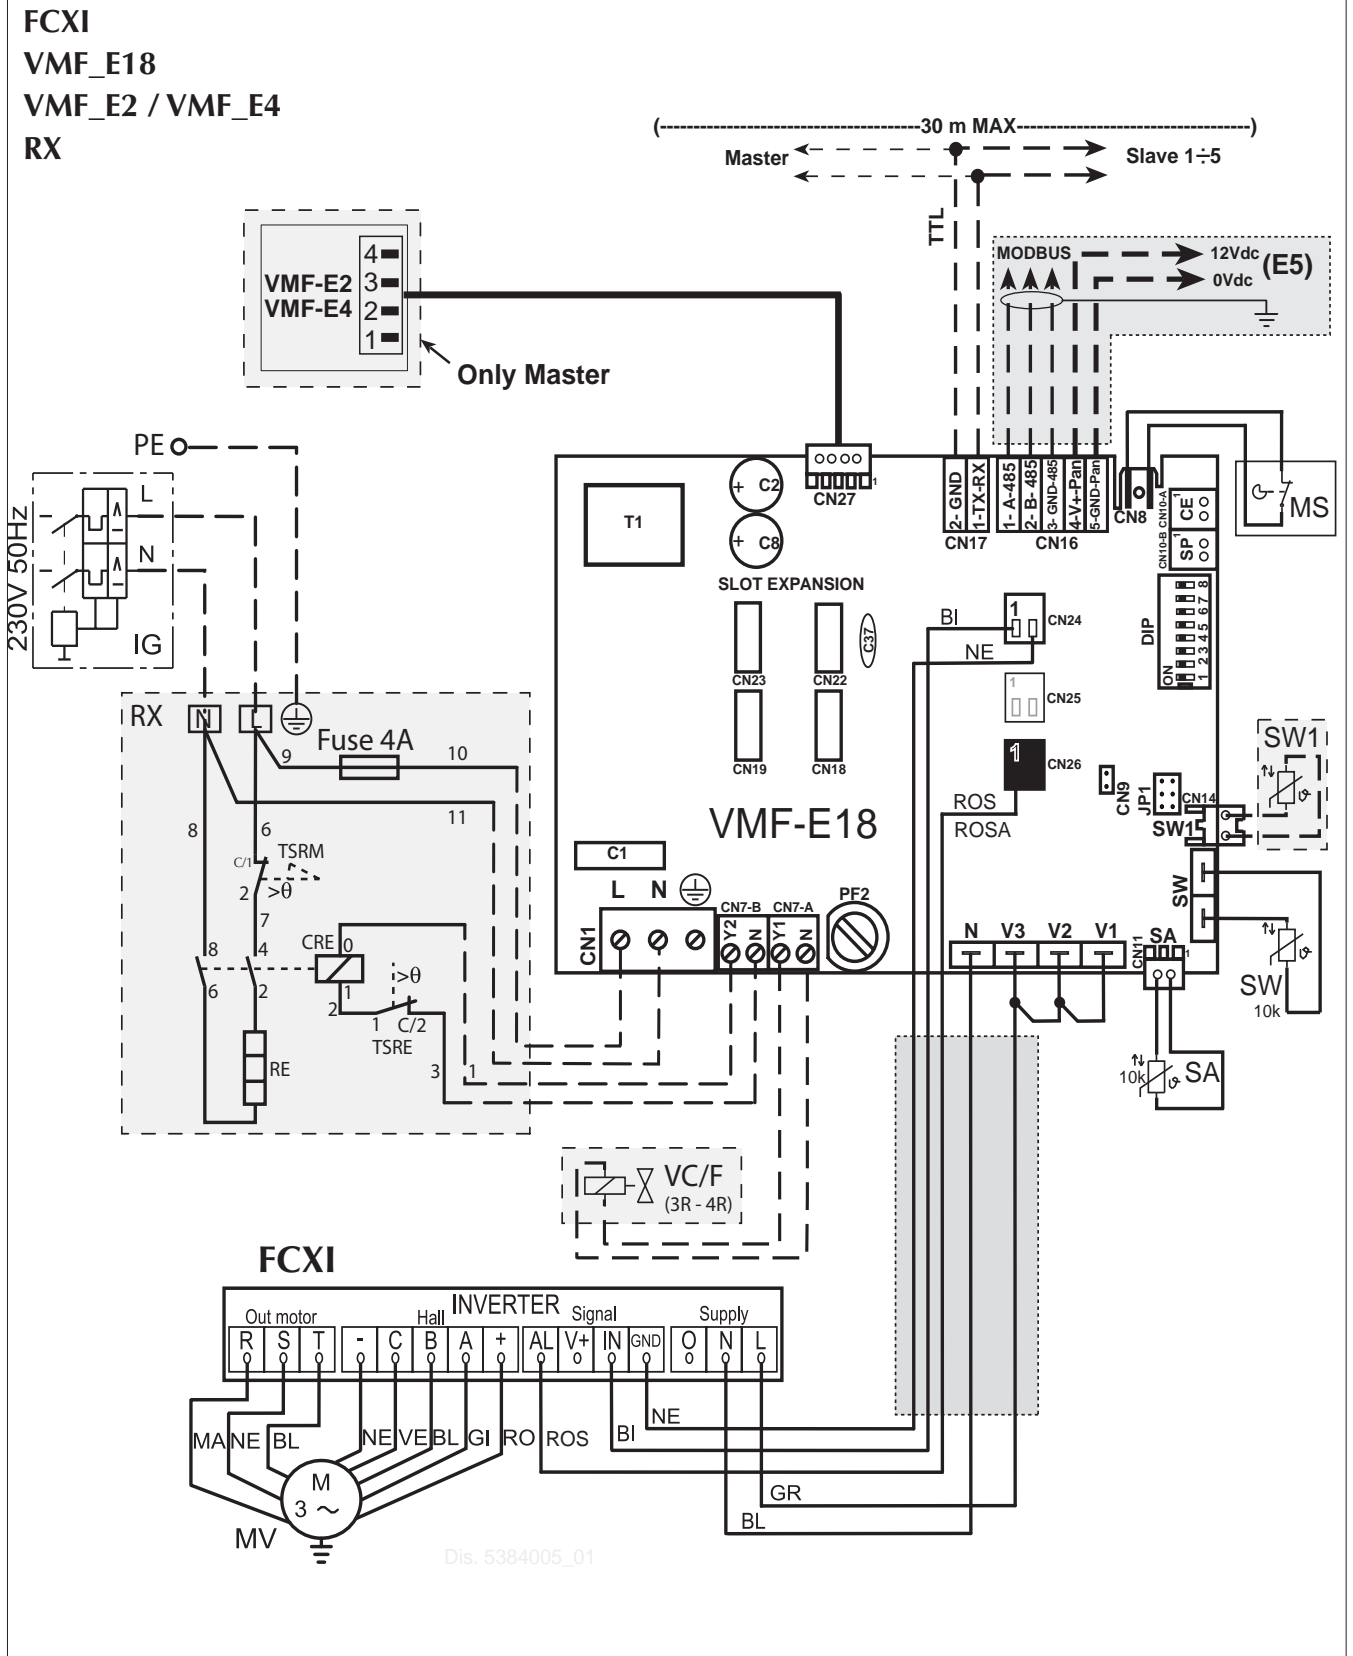 FCXI
VMF_E18
VMF_E2 / VMF_E4
RX
(------------30 m MAX------------)
Master
Slave 1÷5
TTL
MODBUS
12Vdc
0Vdc
(E5)
VMF-E2
VMF-E4
4
3
2
1
Only Master
PE
L
N
230V 50Hz
IG
CN27
1
2- GND
1-TX-RX
CN17
1- A-485
2- B- 485
3- GND-485
4-V+-Pan
5-GND-Pan
CN16
CN8
CN10-A
CE
1
CN10-B
SP
1
MS
T1
+ C2
+ C8
SLOT EXPANSION
CN23
CN22
C37
CN19
CN18
1
CN24
BI
NE
1
CN25
1
CN26
ROS
ROSA
DIP
ON
1 2 3 4 5 6 7 8
CN9
JP1
CN14
SW1
SW1
SW
SW
10k
VMF-E18
C1
L N
CN1
CN7-B
CN7-A
Y2
N
Y1
N
PF2
N V3 V2 V1
CN11
SA
1
10k
SA
RX
N
L
Fuse 4A
9
10
11
8
6
C/1
TSRM
2
>θ
7
8
4
6
2
CRE
0
1
>θ
2
1
C/2
TSRE
3
1
RE
VC/F
(3R - 4R)
FCXI
INVERTER
Out motor
Hall
Signal
Supply
R S T
- C B A +
AL V+ IN GND
O N L
MA NE BL
NE VE BL GI RO
ROS
BI
NE
GR
BL
M
3 ~
MV
Dis. 5384005_01